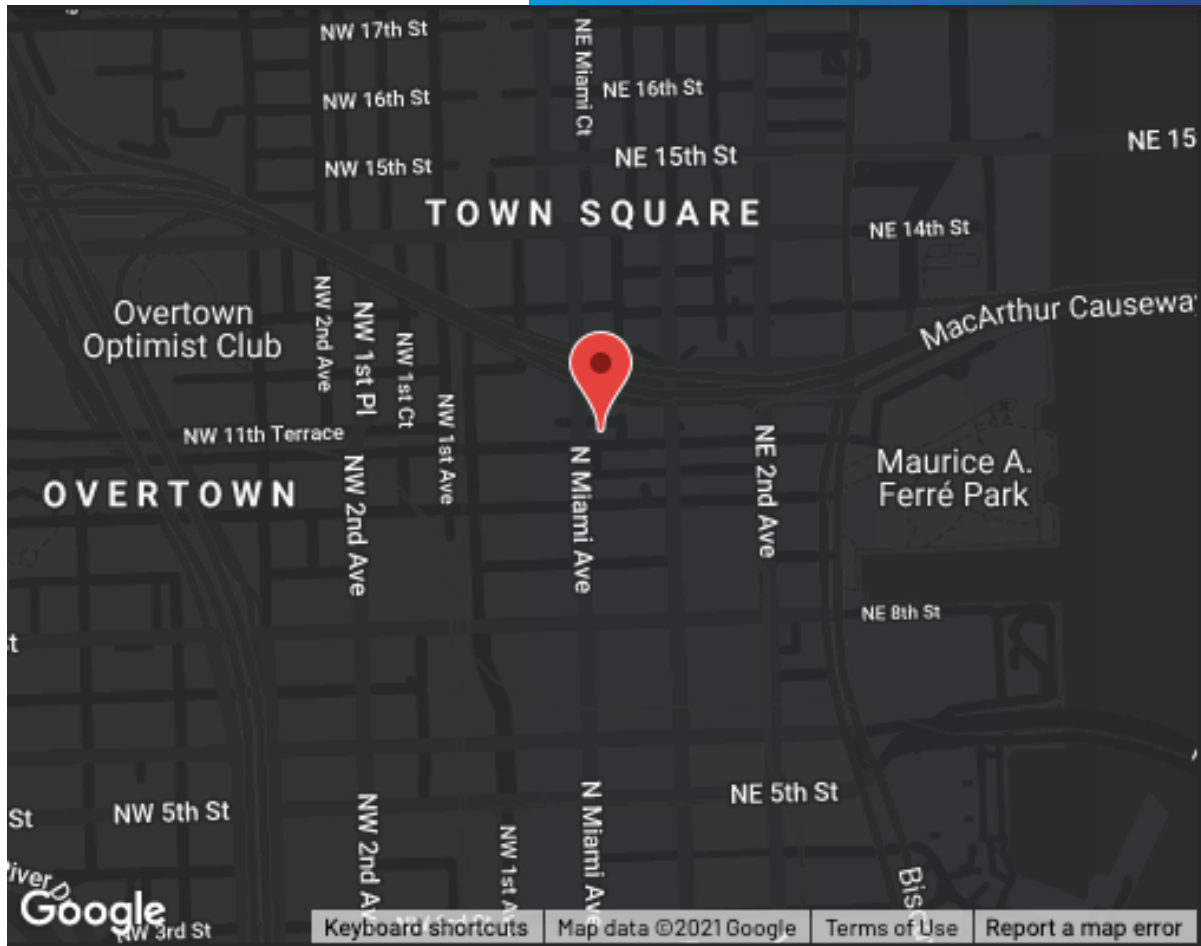 NW 17th St
NE Miami Ct
NW 16th St
NE 16th St
NW 15th St
NE 15th St
NE 15
TOWN SQUARE
NE 14th St
Overtown
Optimist Club
NW 2nd Ave
NW 1st Pl
NW 1st Ct
MacArthur Causeway
NW 1st Ave
NW 11th Terrace
N Miami Ave
NE 2nd Ave
Maurice A.
Ferré Park
OVERTOWN
NW 2nd Ave
NE 8th St
st
NW 5th St
St
NE 5th St
N Miami Ave
NW 2nd Av
NW 1st A
Bisc
River D
Google
NW 3rd St
Keyboard shortcuts
Map data ©2021 Google
Terms of Use
Report a map error